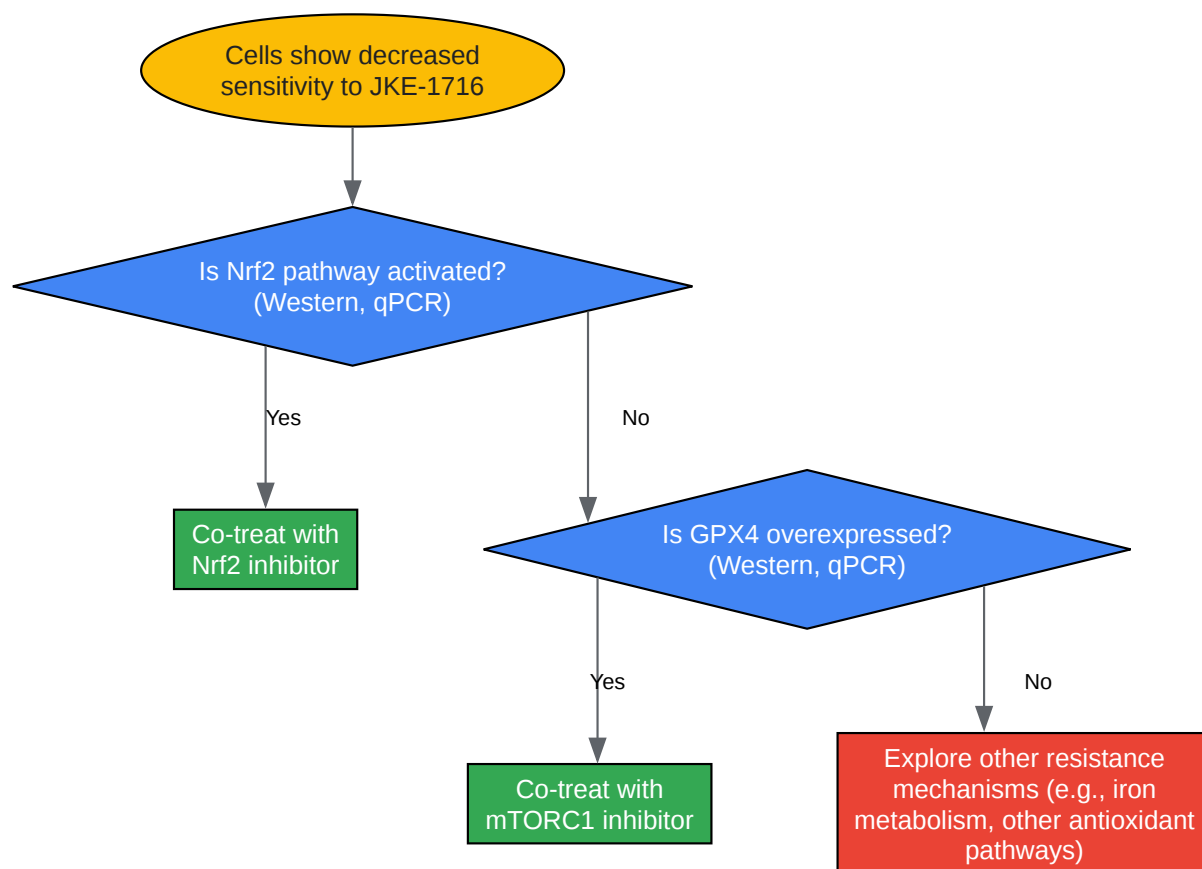 Cells show decreased
sensitivity to JKE-1716
Is Nrf2 pathway activated?
(Western, qPCR)
Yes
No
Co-treat with
Nrf2 inhibitor
Is GPX4 overexpressed?
(Western, qPCR)
Yes
No
Co-treat with
mTORC1 inhibitor
Explore other resistance
mechanisms (e.g., iron
metabolism, other antioxidant
pathways)